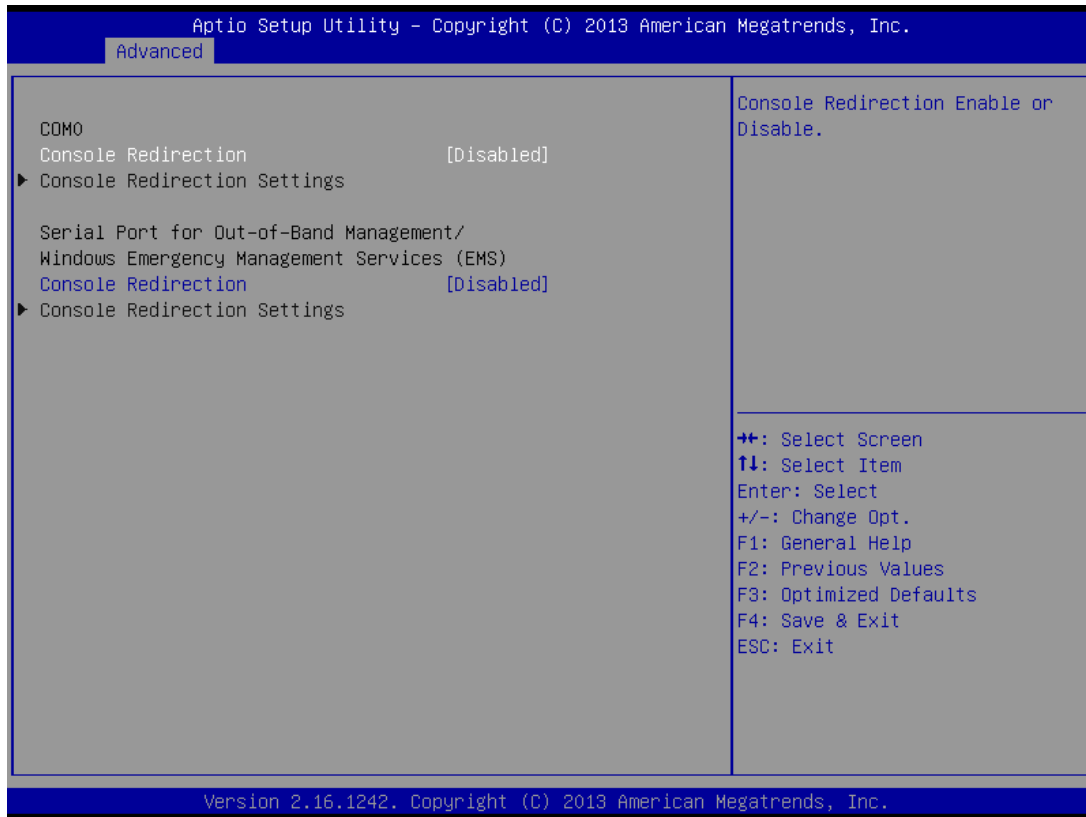 Aptio Setup Utility – Copyright (C) 2013 American Megatrends, Inc.
Advanced
COM0
Console Redirection [Disabled]
▶ Console Redirection Settings
Serial Port for Out-of-Band Management/
Windows Emergency Management Services (EMS)
Console Redirection [Disabled]
▶ Console Redirection Settings
Console Redirection Enable or
Disable.
→←: Select Screen
↑↓: Select Item
Enter: Select
+/-: Change Opt.
F1: General Help
F2: Previous Values
F3: Optimized Defaults
F4: Save & Exit
ESC: Exit
Version 2.16.1242. Copyright (C) 2013 American Megatrends, Inc.